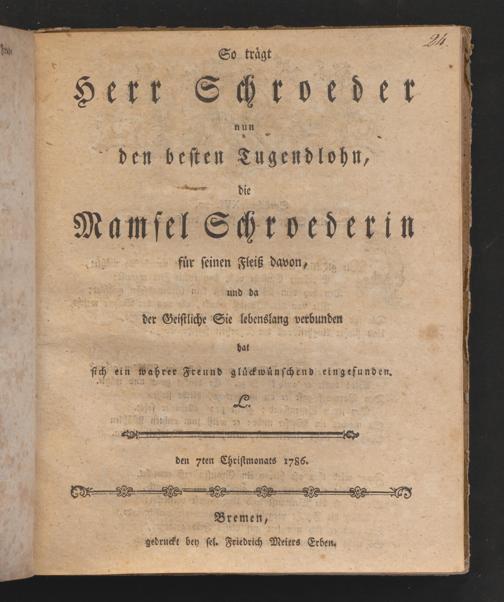 24.
So trägt
Herr Schroeder
nun
den besten Tugendlohn,
die
Mamsel Schroederin
für seinen Fleiß davon,
und da
der Geistliche Sie lebenslang verbunden
hat
sich ein wahrer Freund glückwünschend eingefunden.
L.
den 7ten Christmonats 1786.
Bremen,
gedruckt bey sel. Friedrich Meiers Erben.